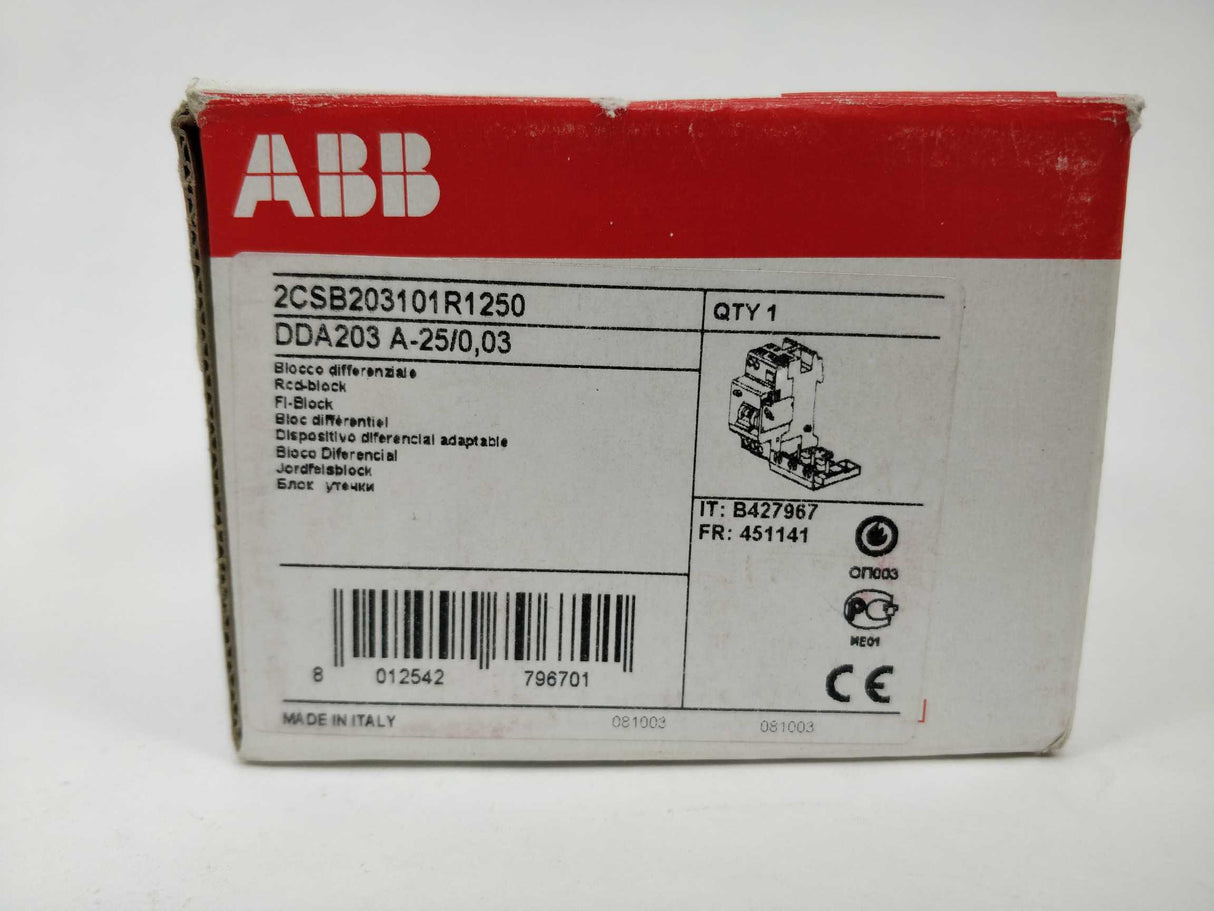 ABB
2CSB203101R1250
QTY 1
DDA203 A-25/0,03
Blocco differenziale
Rcd-block
FI-Block
Bloc différentiel
Dispositivo diferencial adaptable
Bloco Diferencial
Jordfelsblock
Блок утечки
IT: B427967
FR: 451141
ОП003
РС
ME01
8 012542 796701
CE
MADE IN ITALY 081003 081003